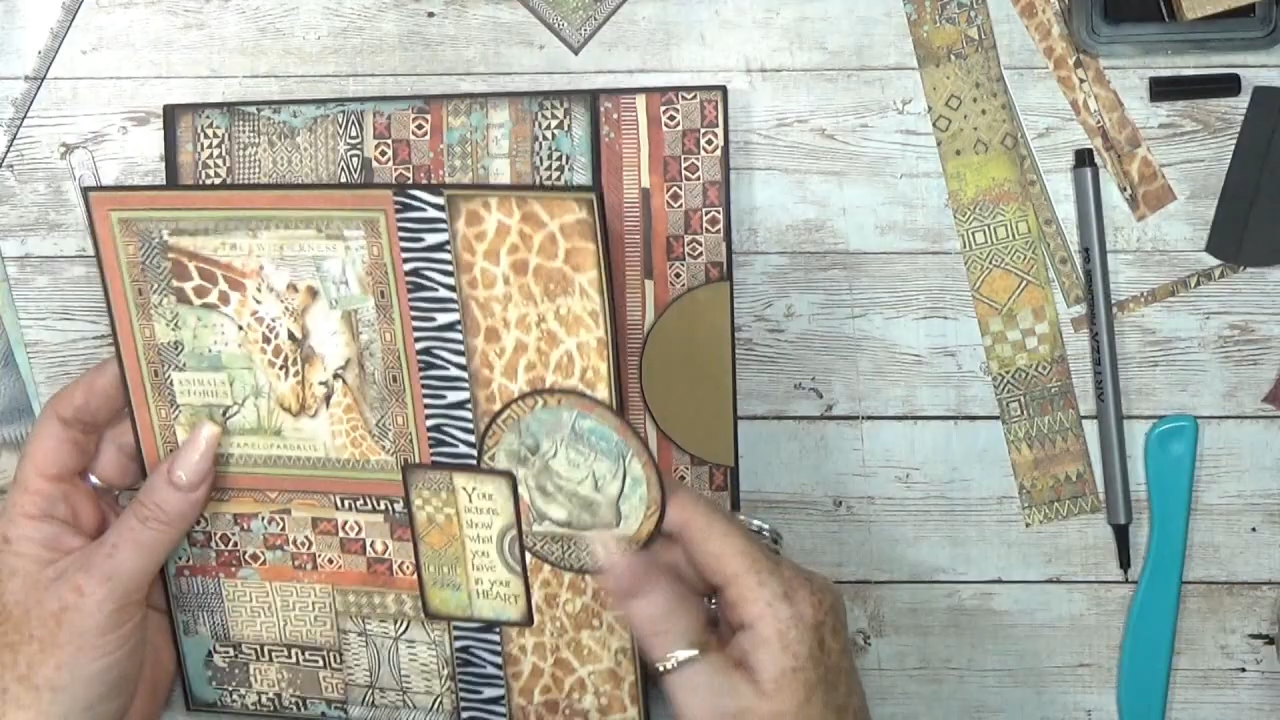 THE WILDERNESS
ANIMALS
STORIES
CAMELOPARDALIS
Your
actions
show
what
you
have
in your
HEART
ARTEZA